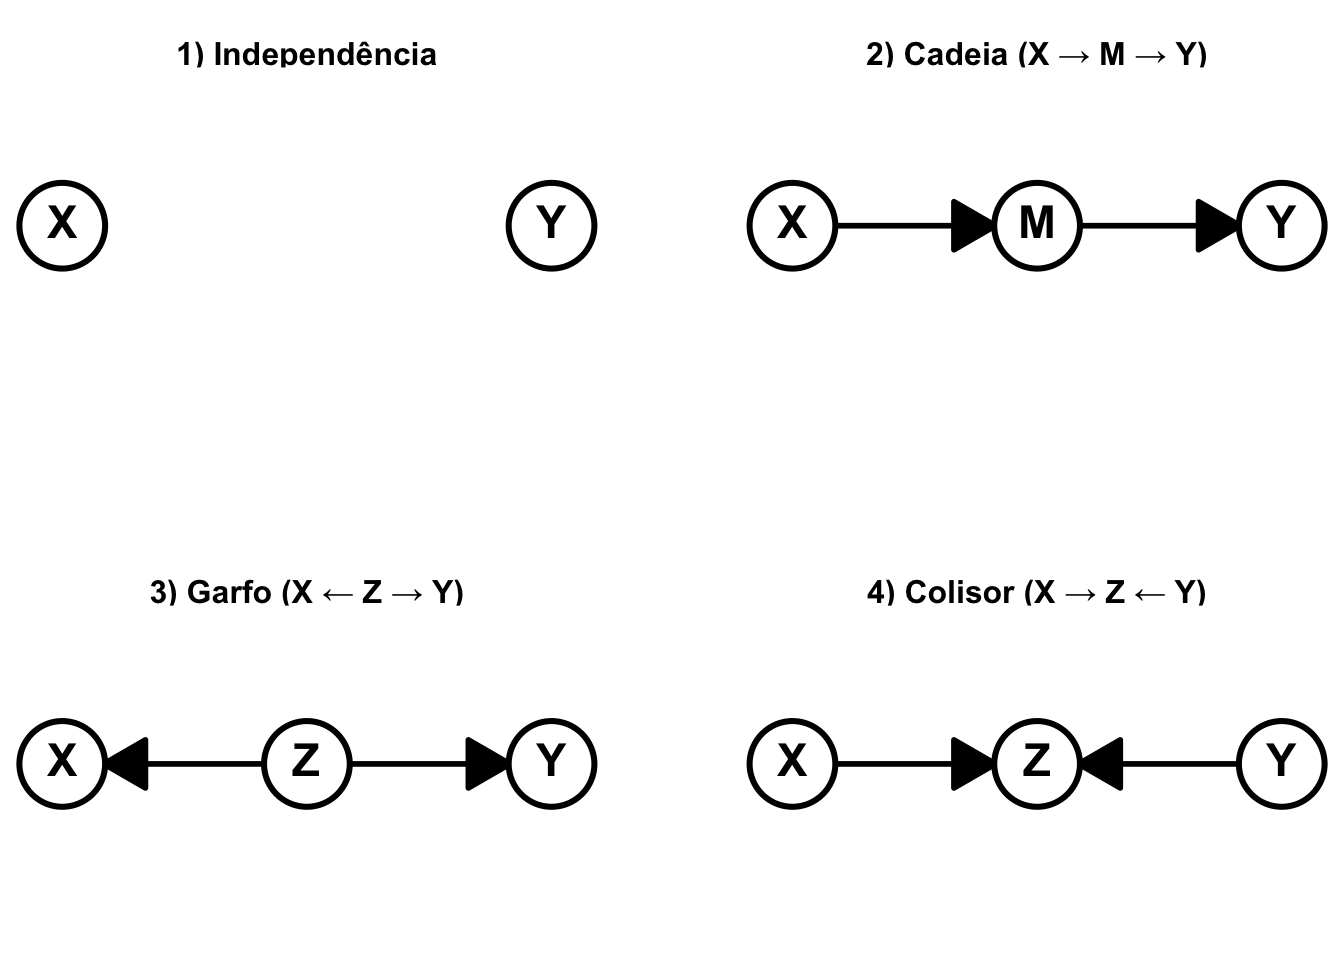 1) Independência
X
Y
2) Cadeia (X → M → Y)
X
M
Y
3) Garfo (X ← Z → Y)
X
Z
Y
4) Colisor (X → Z ← Y)
X
Z
Y